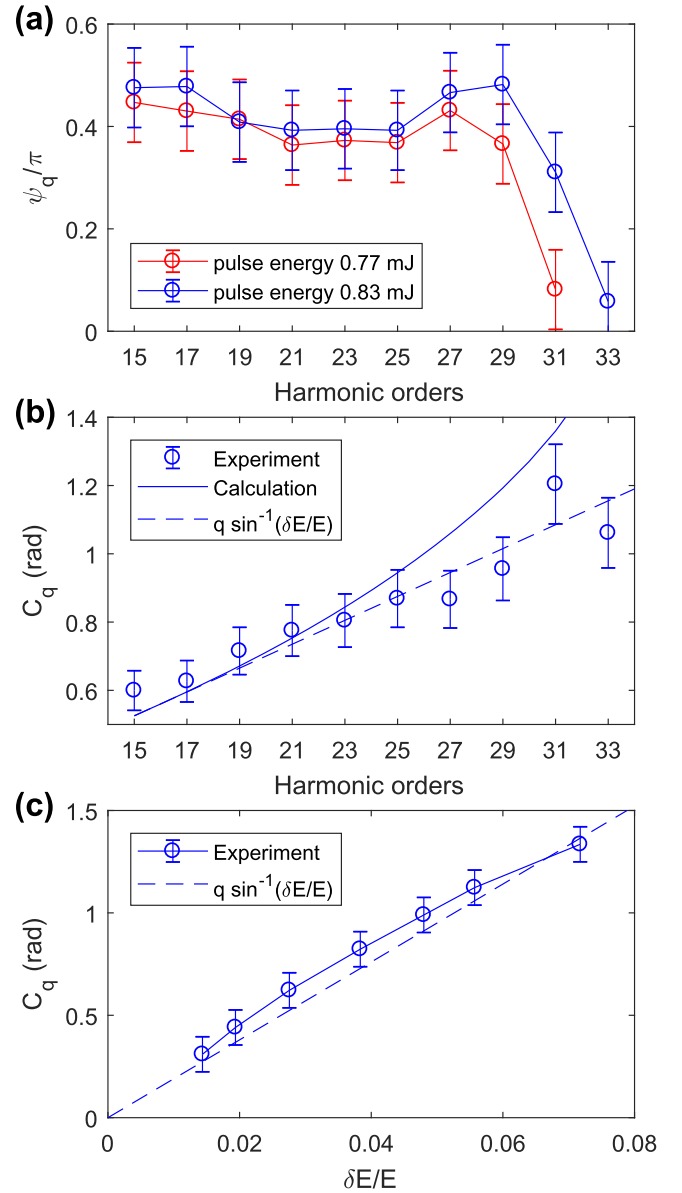 (a)
0.6
0.4
0.2
0
ψq/π
pulse energy 0.77 mJ
pulse energy 0.83 mJ
15 17 19 21 23 25 27 29 31 33
Harmonic orders
(b)
1.4
1.2
1
0.8
0.6
Cq (rad)
Experiment
Calculation
q sin⁻¹(δE/E)
15 17 19 21 23 25 27 29 31 33
Harmonic orders
(c)
1.5
1
0.5
0
Cq (rad)
Experiment
q sin⁻¹(δE/E)
0 0.02 0.04 0.06 0.08
δE/E